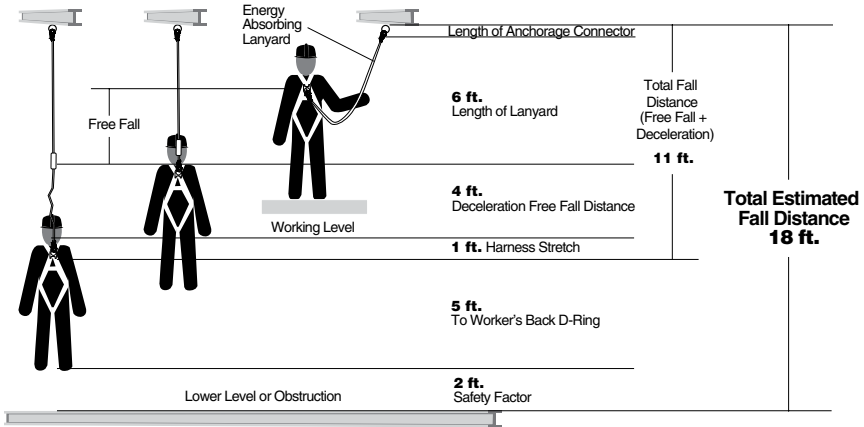 Energy
Absorbing
Lanyard
Length of Anchorage Connector
6 ft.
Length of Lanyard
Free Fall
Total Fall
Distance
(Free Fall +
Deceleration)
11 ft.
4 ft.
Deceleration Free Fall Distance
Working Level
1 ft. Harness Stretch
Total Estimated
Fall Distance
18 ft.
5 ft.
To Worker's Back D-Ring
2 ft.
Safety Factor
Lower Level or Obstruction